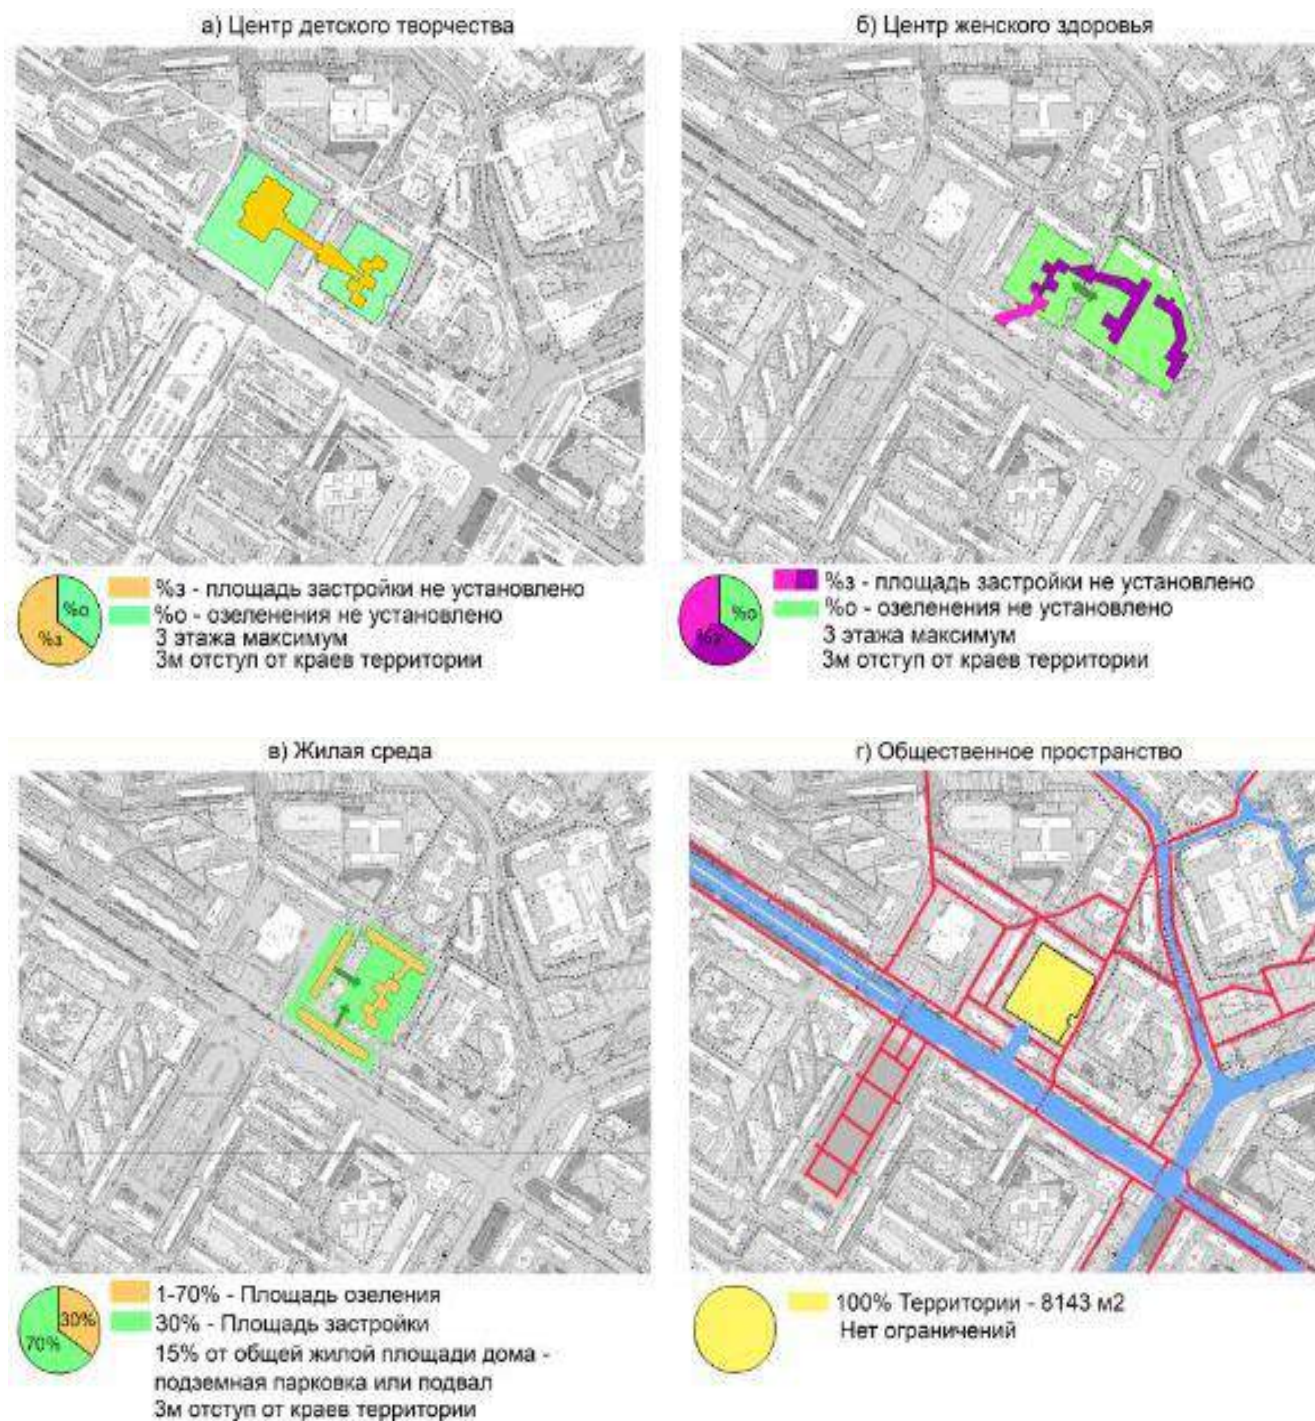 а) Центр детского творчества
б) Центр женского здоровья
%о
%з
%з - площадь застройки не установлено
%о - озеленения не установлено
3 этажа максимум
3м отступ от краев территории
%о
%з
%з - площадь застройки не установлено
%о - озеленения не установлено
3 этажа максимум
3м отступ от краев территории
в) Жилая среда
г) Общественное пространство
30%
70%
1-70% - Площадь озеления
30% - Площадь застройки
15% от общей жилой площади дома -
подземная парковка или подвал
3м отступ от краев территории
100% Территории - 8143 м2
Нет ограничений